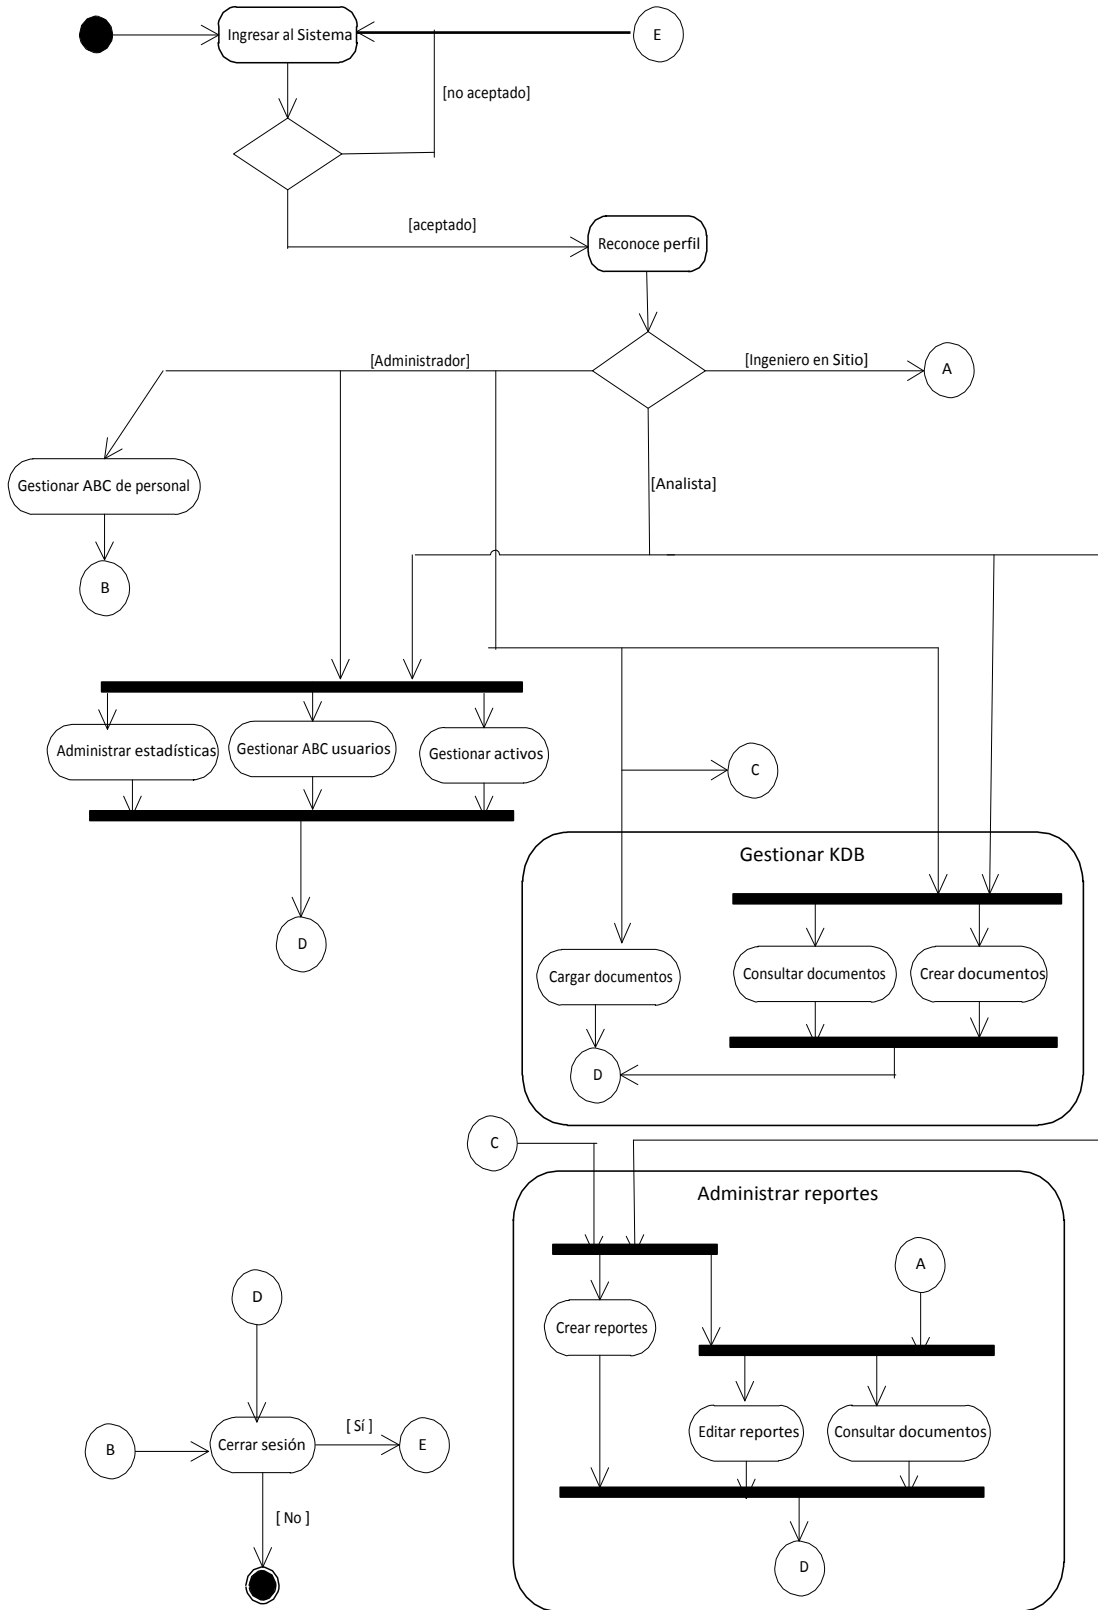 Ingresar al Sistema
E
[no aceptado]
[aceptado]
Reconoce perfil
[Administrador]
[Ingeniero en Sitio]
A
Gestionar ABC de personal
[Analista]
B
Administrar estadísticas
Gestionar ABC usuarios
Gestionar activos
C
Gestionar KDB
D
Cargar documentos
Consultar documentos
Crear documentos
D
C
Administrar reportes
A
D
Crear reportes
Editar reportes
Consultar documentos
B
Cerrar sesión
[ Sí ]
E
[ No ]
D